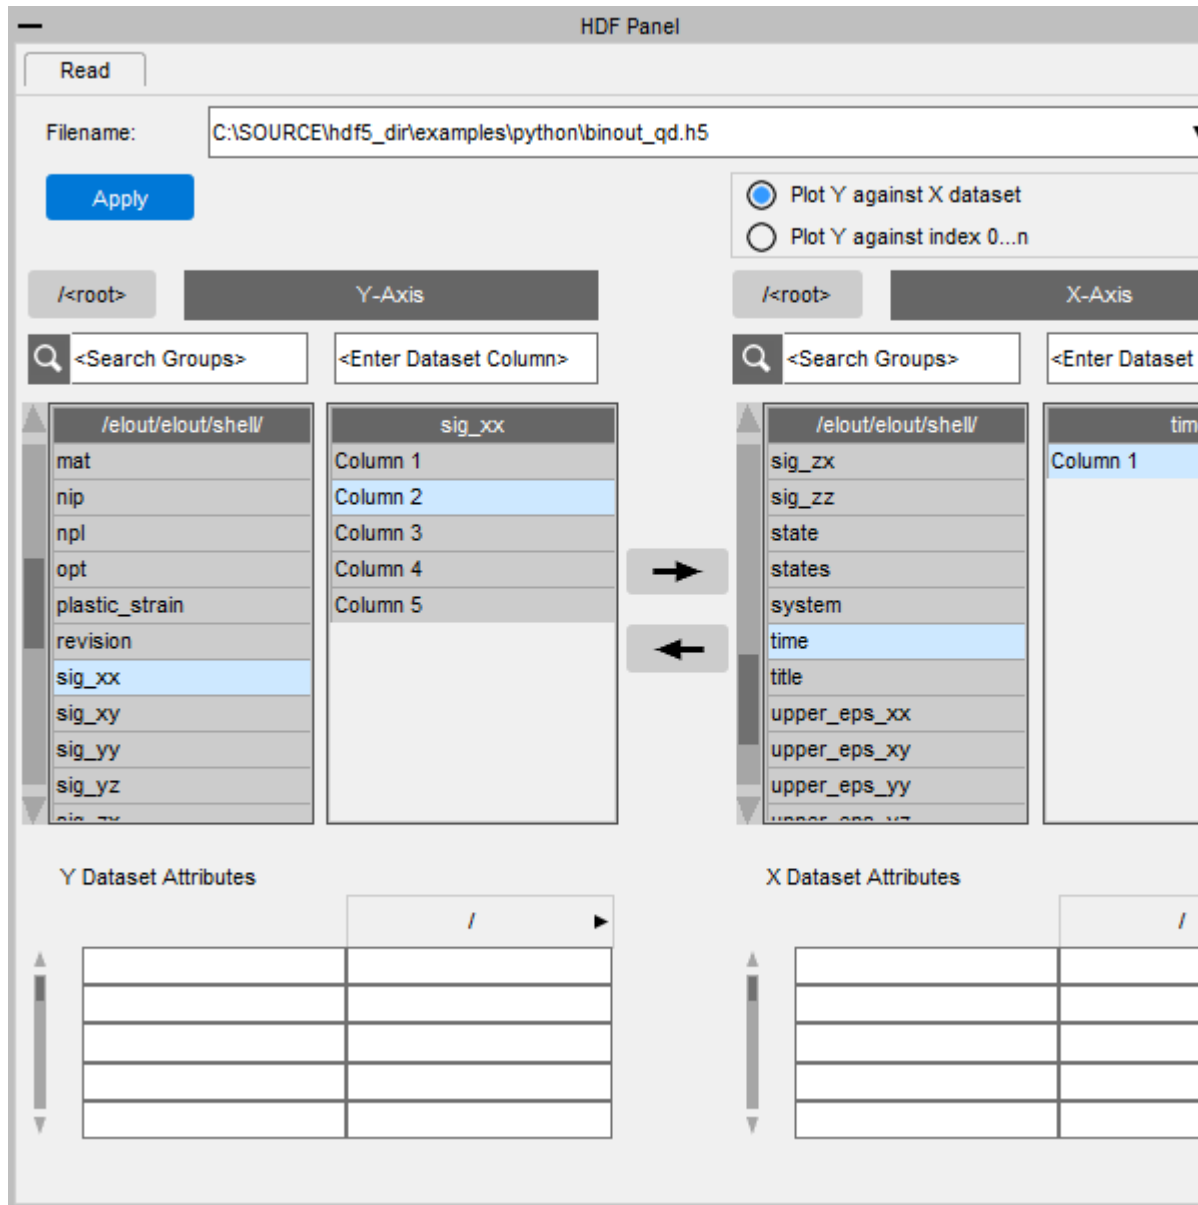 HDF Panel
Read
Filename: C:\SOURCE\hdf5_dir\examples\python\binout_qd.h5
Apply
Plot Y against X dataset
Plot Y against index 0...n
/<root> Y-Axis /<root> X-Axis
<Search Groups> <Enter Dataset Column> <Search Groups> <Enter Dataset
/elout/elout/shell/ sig_xx /elout/elout/shell/ tim
mat Column 1 sig_zx Column 1
nip Column 2 sig_zz
npl Column 3 state
opt Column 4 states
plastic_strain Column 5 system
revision time
sig_xx title
sig_xy upper_eps_xx
sig_yy upper_eps_xy
sig_yz upper_eps_yy
sig_zx upper_eps_yz
Y Dataset Attributes X Dataset Attributes
/ /